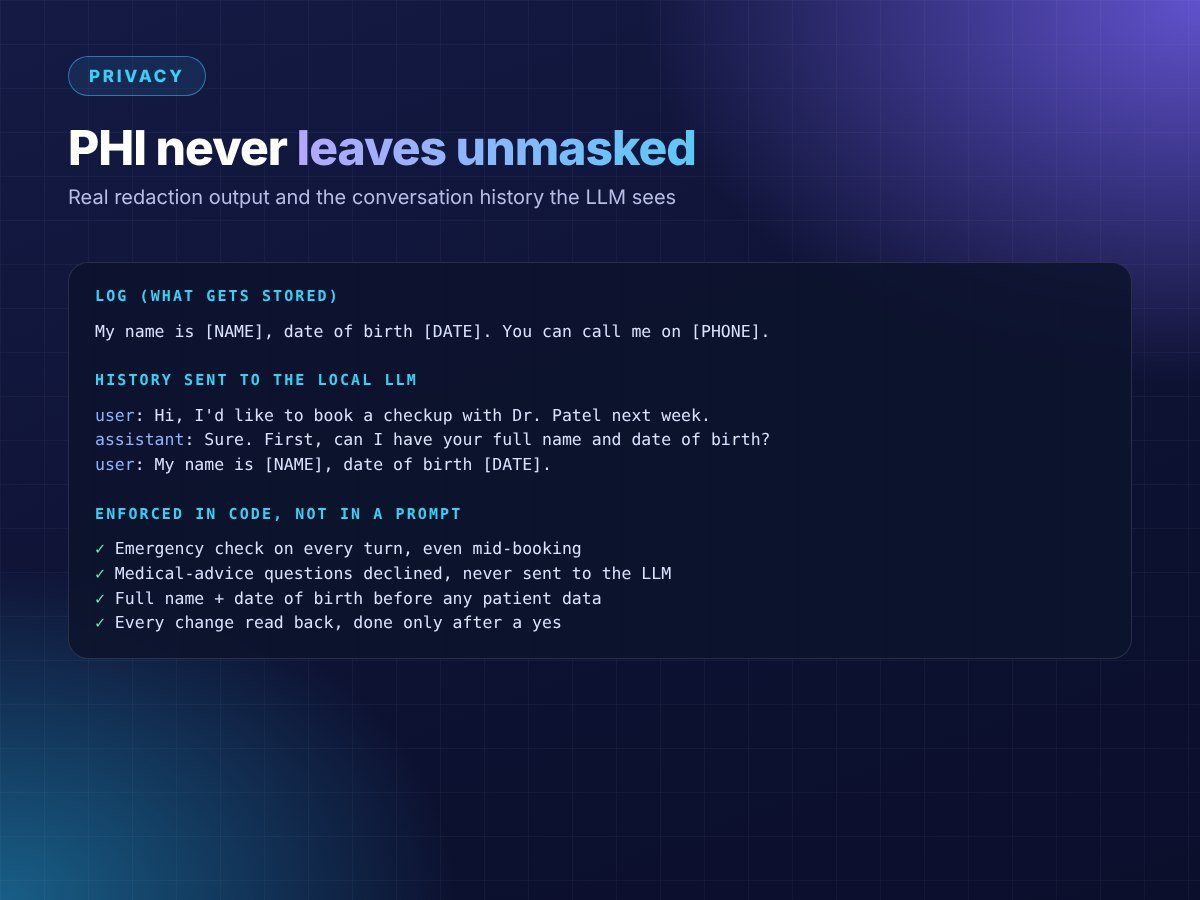 PRIVACY
PHI never leaves unmasked
Real redaction output and the conversation history the LLM sees
LOG (WHAT GETS STORED)
My name is [NAME], date of birth [DATE]. You can call me on [PHONE].
HISTORY SENT TO THE LOCAL LLM
user: Hi, I'd like to book a checkup with Dr. Patel next week.
assistant: Sure. First, can I have your full name and date of birth?
user: My name is [NAME], date of birth [DATE].
ENFORCED IN CODE, NOT IN A PROMPT
✓ Emergency check on every turn, even mid-booking
✓ Medical-advice questions declined, never sent to the LLM
✓ Full name + date of birth before any patient data
✓ Every change read back, done only after a yes